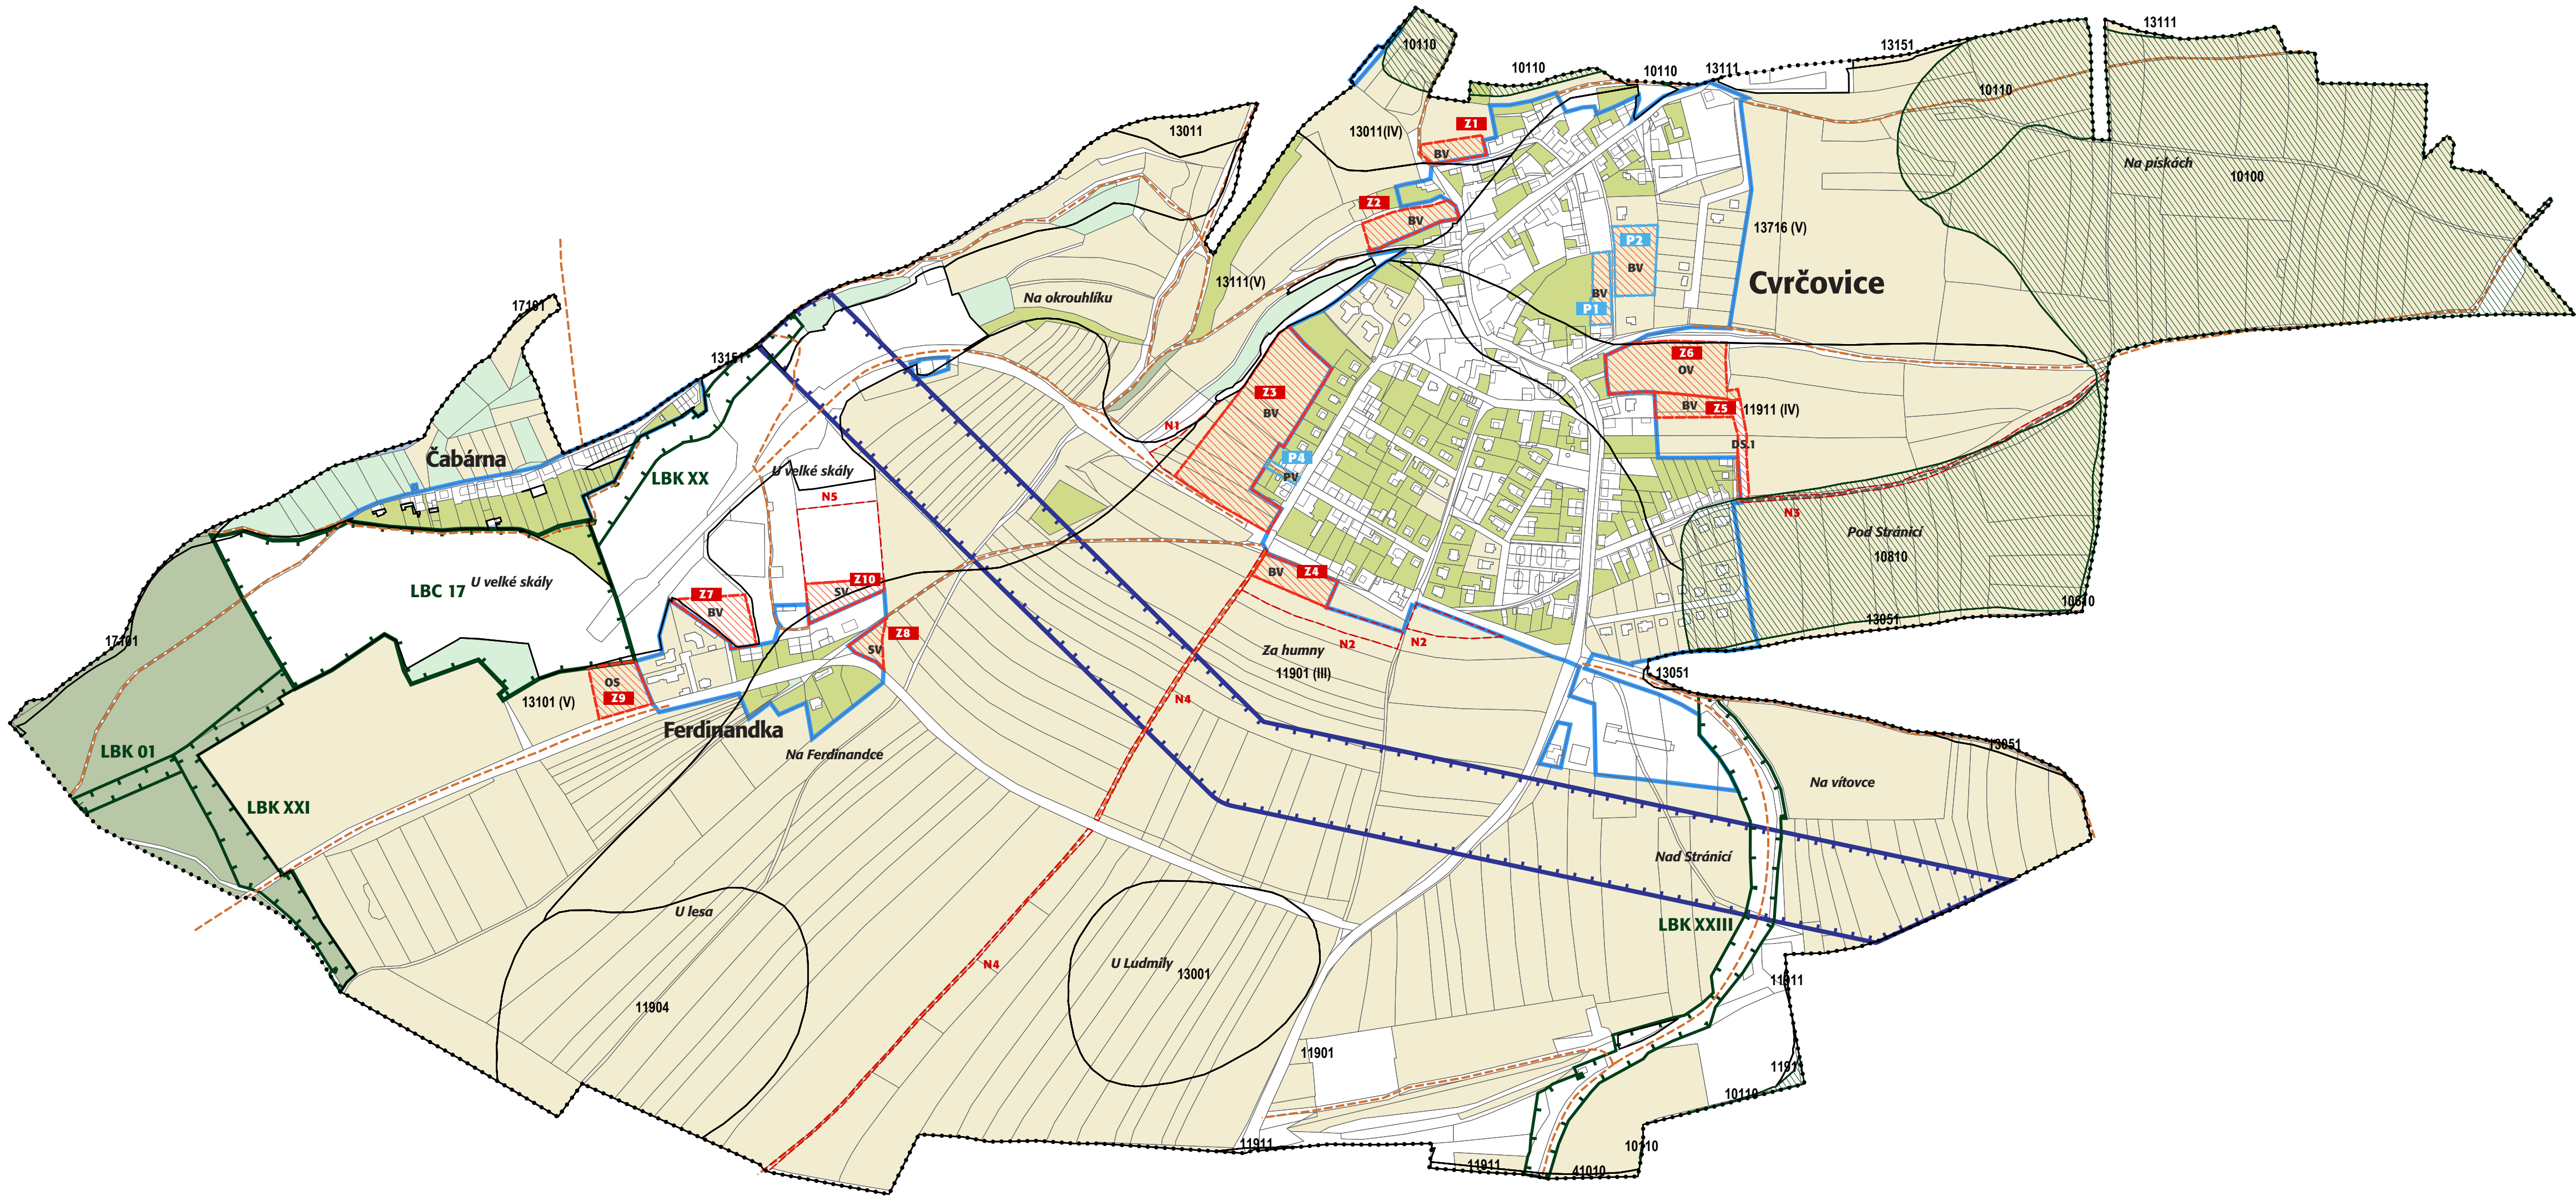 13111
13151
10110
10110
10110
13111
10110
Z1
13011
13011(IV)
BV
Na pískách
10100
Z2
BV
13716 (V)
P2
BV
Cvrčovice
13111(V)
BV
P1
Na okrouhlíku
17101
13151
Z6
OV
Z3
BV
BV
Z5
11911 (IV)
N1
DS.1
Čabárna
P4
PV
U velké skály
LBK XX
N5
N3
Pod Stránicí
10810
BV
Z4
Z10
SV
LBC 17
U velké skály
Z7
BV
10610
13051
17101
Z8
SV
N2
N2
Za humny
11901 (III)
13051
OS
Z9
13101 (V)
N4
Ferdinandka
LBK 01
Na Ferdínandce
13051
Na vítovce
LBK XXI
Nad Stránicí
U lesa
LBK XXIII
N4
U Ludmily
13001
11911
11904
11901
11911
10110
11911
10110
11911
41010